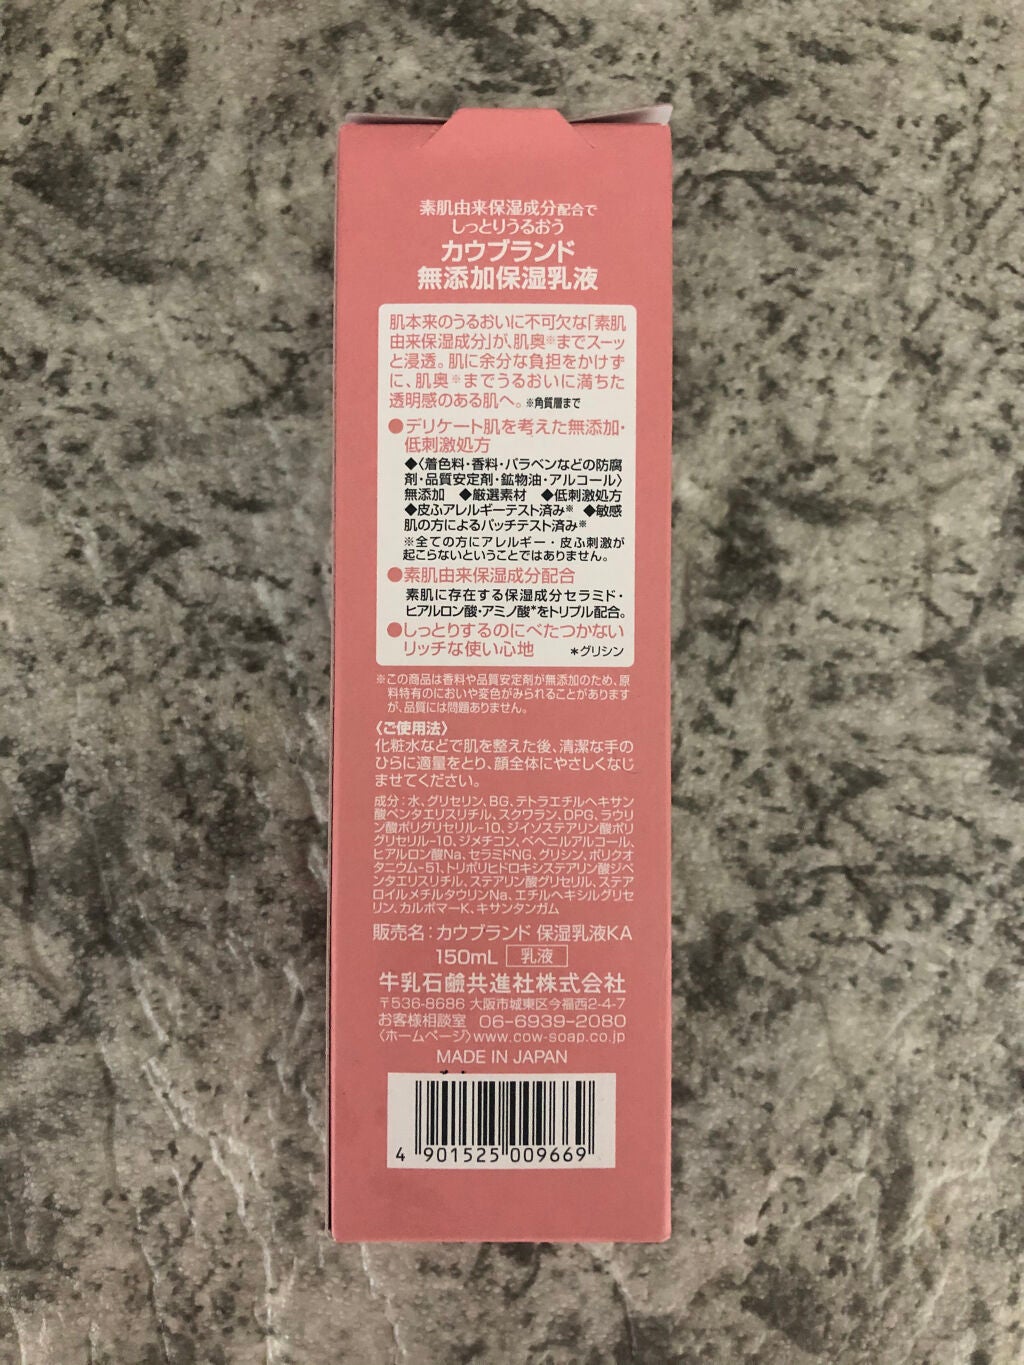 素肌由来保湿成分配合で
しっとりうるおう
カウブランド
無添加保湿乳液
肌本来のうるおいに不可欠な「素肌
由来保湿成分」が、肌奥※までスーッ
と浸透。肌に余分な負担をかけず
に、肌奥※までうるおいに満ちた
透明感のある肌へ。※角質層まで
●デリケート肌を考えた無添加・
低刺激処方
◆〈着色料・香料・パラベンなどの防腐
剤・品質安定剤・鉱物油・アルコール〉
無添加 ◆厳選素材 ◆低刺激処方
◆皮ふアレルギーテスト済み※ ◆敏感
肌の方によるパッチテスト済み※
※全ての方にアレルギー・皮ふ刺激が
起こらないということではありません。
●素肌由来保湿成分配合
素肌に存在する保湿成分セラミド・
ヒアルロン酸・アミノ酸*をトリプル配合。
●しっとりするのにべたつかない
リッチな使い心地 *グリシン
※この商品は香料や品質安定剤が無添加のため、原
料特有のにおいや変色がみられることがあります
が、品質には問題ありません。
〈ご使用法〉
化粧水などで肌を整えた後、清潔な手の
ひらに適量をとり、顔全体にやさしくなじ
ませてください。
成分：水、グリセリン、BG、テトラエチルヘキサン
酸ペンタエリスリチル、スクワラン、DPG、ラウリ
ン酸ポリグリセリル-10、ジイソステアリン酸ポリ
グリセリル-10、ジメチコン、ベヘニルアルコール、
ヒアルロン酸Na、セラミドNG、グリシン、ポリクオ
タニウム-51、トリポリヒドロキシステアリン酸ジペ
ンタエリスリチル、ステアリン酸グリセリル、ステア
ロイルメチルタウリンNa、エチルヘキシルグリセ
リン、カルボマーK、キサンタンガム
販売名：カウブランド 保湿乳液KA
150mL 乳液
牛乳石鹼共進社株式会社
〒536-8686 大阪市城東区今福西2-4-7
お客様相談室 06-6939-2080
〈ホームページ〉www.cow-soap.co.jp
MADE IN JAPAN
4 901525 009669